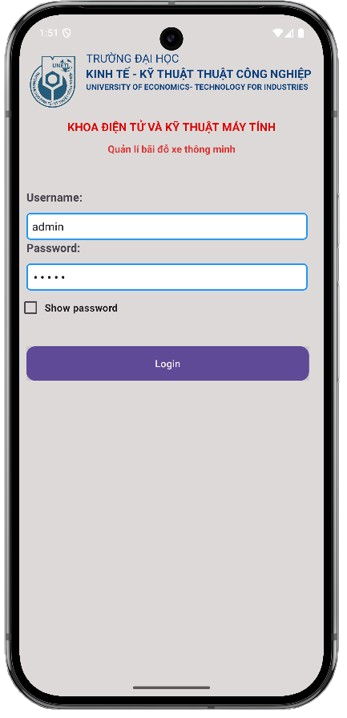 1:51
TRƯỜNG ĐẠI HỌC
KINH TẾ - KỸ THUẬT THUẬT CÔNG NGHIỆP
UNIVERSITY OF ECONOMICS- TECHNOLOGY FOR INDUSTRIES
UNETI
KHOA ĐIỆN TỬ VÀ KỸ THUẬT MÁY TÍNH
Quản lí bãi đỗ xe thông minh
Username:
admin
Password:
•••••
Show password
Login